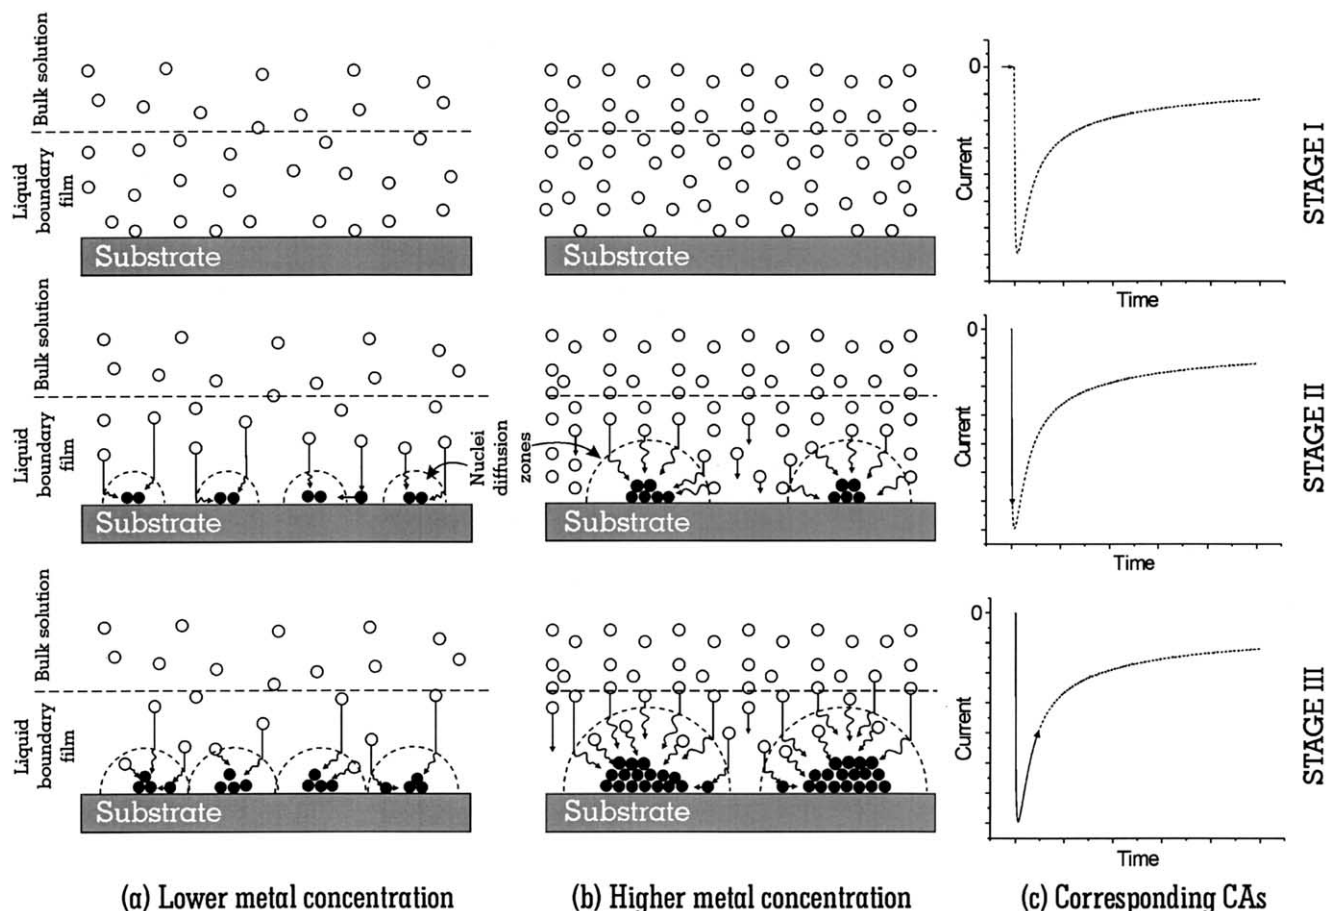 Bulk solution
Liquid
boundary
film
Substrate
Substrate
0
Current
Time
STAGE I
Bulk solution
Liquid
boundary
film
Nuclei
diffusion
zones
Substrate
Substrate
0
Current
Time
STAGE II
Bulk solution
Liquid
boundary
film
Substrate
Substrate
0
Current
Time
STAGE III
(a) Lower metal concentration
(b) Higher metal concentration
(c) Corresponding CAs